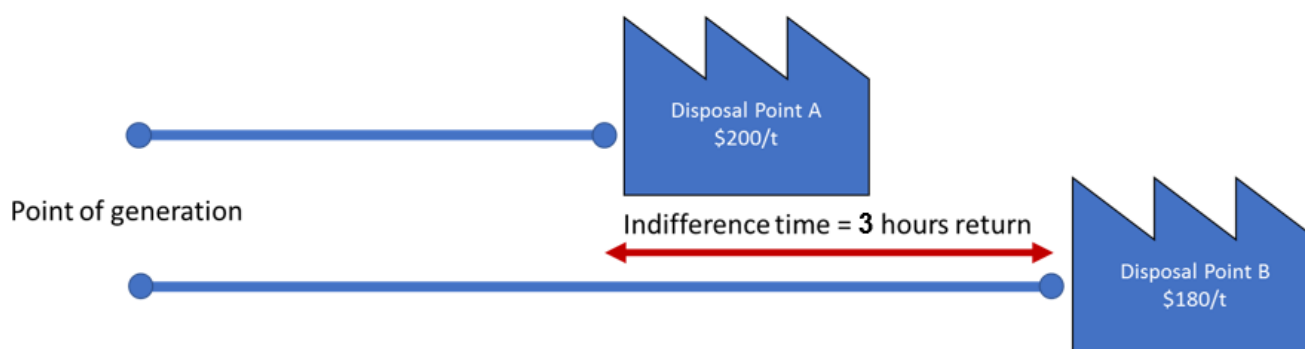 Disposal Point A
$200/t
Point of generation
Indifference time = 3 hours return
Disposal Point B
$180/t